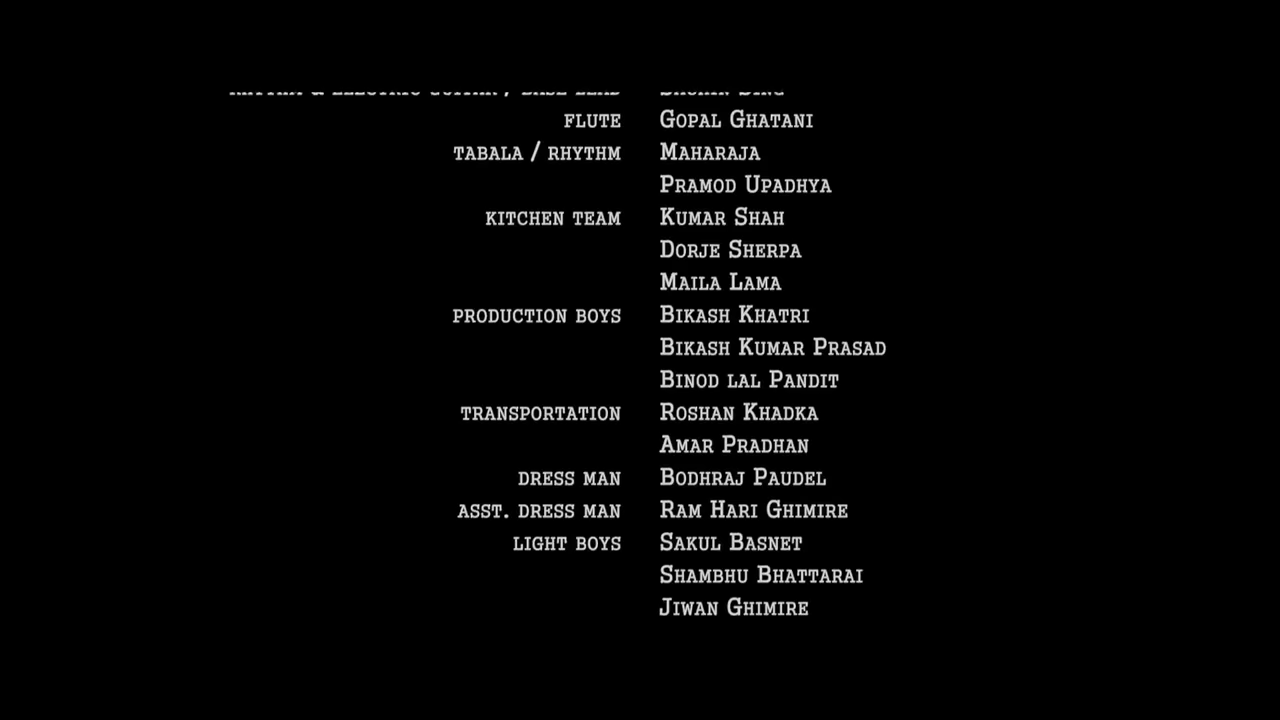 FLUTE GOPAL GHATANI
TABALA / RHYTHM MAHARAJA
PRAMOD UPADHYA
KITCHEN TEAM KUMAR SHAH
DORJE SHERPA
MAILA LAMA
PRODUCTION BOYS BIKASH KHATRI
BIKASH KUMAR PRASAD
BINOD LAL PANDIT
TRANSPORTATION ROSHAN KHADKA
AMAR PRADHAN
DRESS MAN BODHRAJ PAUDEL
ASST. DRESS MAN RAM HARI GHIMIRE
LIGHT BOYS SAKUL BASNET
SHAMBHU BHATTARAI
JIWAN GHIMIRE